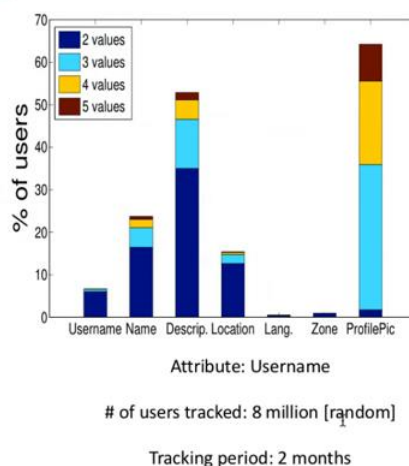 70
60
50
40
30
20
10
0
% of users
2 values
3 values
4 values
5 values
Username Name Descrip. Location Lang. Zone ProfilePic
Attribute: Username
# of users tracked: 8 million [random]
Tracking period: 2 months